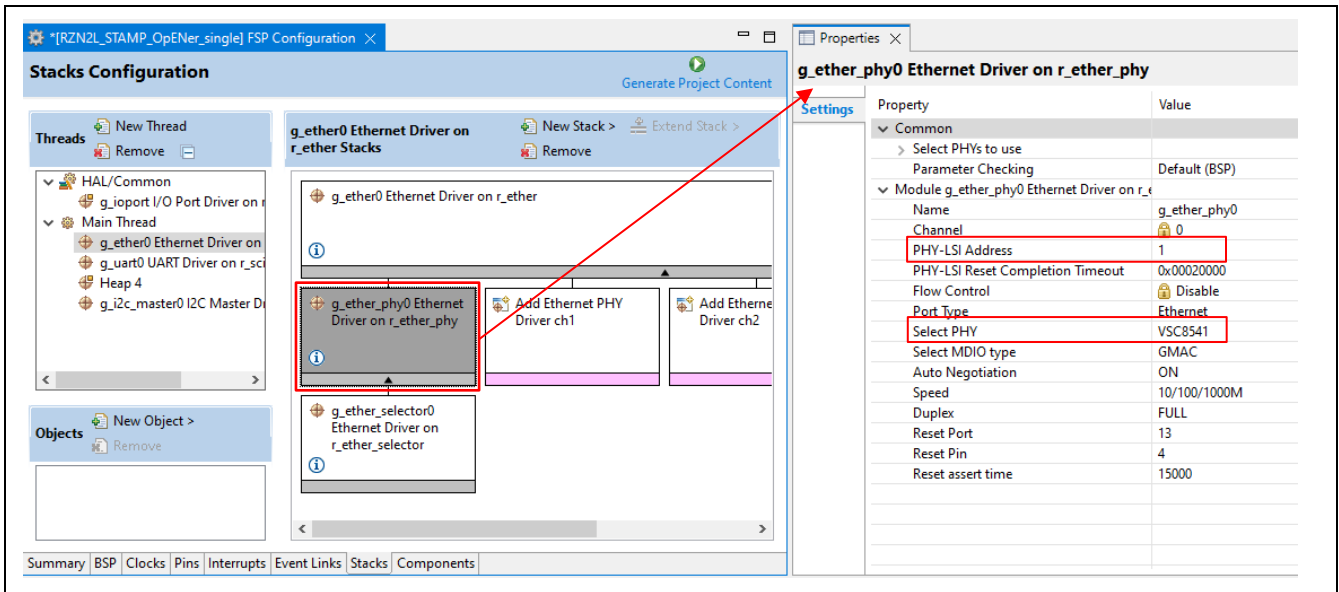 *[RZN2L_STAMP_OpENer_single] FSP Configuration
Stacks Configuration
Generate Project Content
Threads
New Thread
Remove
HAL/Common
g_ioport I/O Port Driver on r
Main Thread
g_ether0 Ethernet Driver on
g_uart0 UART Driver on r_sci
Heap 4
g_i2c_master0 I2C Master Dr
Objects
New Object >
Remove
g_ether0 Ethernet Driver on
r_ether Stacks
New Stack >
Extend Stack >
Remove
g_ether0 Ethernet Driver on r_ether
g_ether_phy0 Ethernet
Driver on r_ether_phy
Add Ethernet PHY
Driver ch1
Add Etherne
Driver ch2
g_ether_selector0
Ethernet Driver on
r_ether_selector
Summary BSP Clocks Pins Interrupts Event Links Stacks Components
Properties
g_ether_phy0 Ethernet Driver on r_ether_phy
Settings
Property Value
Common
Select PHYs to use
Parameter Checking Default (BSP)
Module g_ether_phy0 Ethernet Driver on r_e
Name g_ether_phy0
Channel 0
PHY-LSI Address 1
PHY-LSI Reset Completion Timeout 0x00020000
Flow Control Disable
Port Type Ethernet
Select PHY VSC8541
Select MDIO type GMAC
Auto Negotiation ON
Speed 10/100/1000M
Duplex FULL
Reset Port 13
Reset Pin 4
Reset assert time 15000